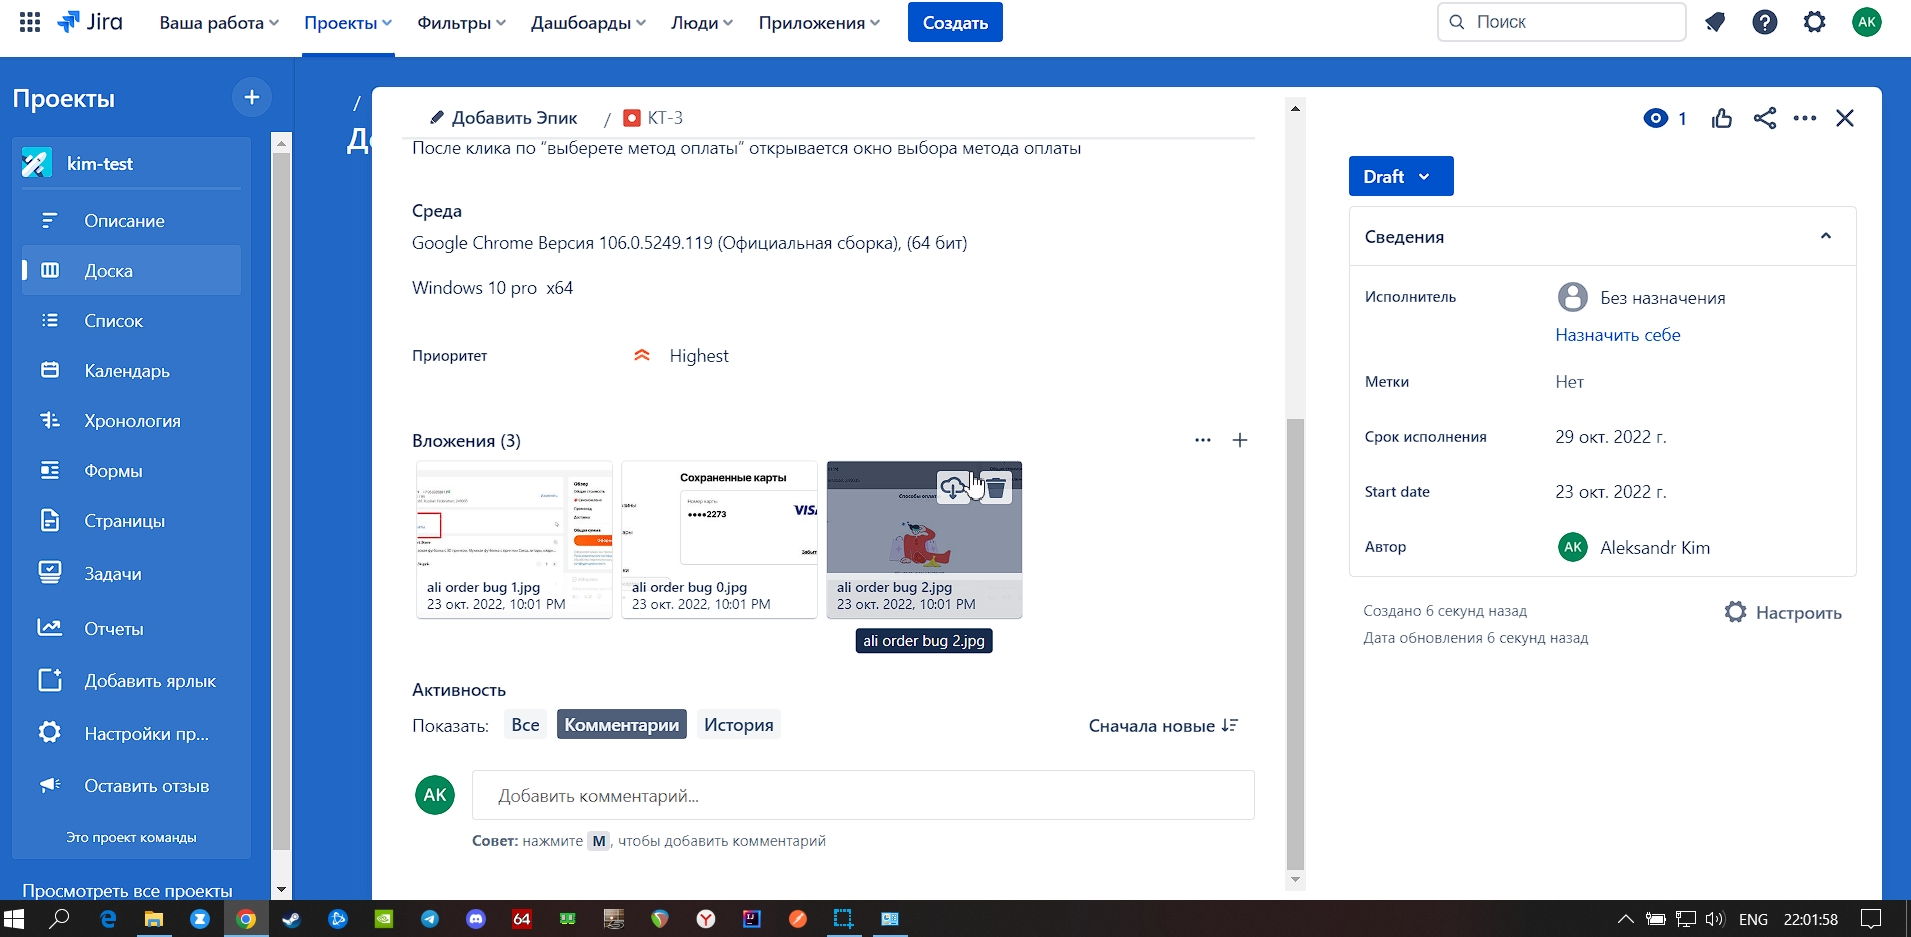 Jira
Ваша работа
Проекты
Фильтры
Дашбоарды
Люди
Приложения
Создать
Поиск
AK
Проекты
kim-test
Описание
Доска
Список
Календарь
Хронология
Формы
Страницы
Задачи
Отчеты
Добавить ярлык
Настройки пр...
Оставить отзыв
Это проект команды
Просмотреть все проекты
/
До
Добавить Эпик / КТ-3
После клика по “выберете метод оплаты” открывается окно выбора метода оплаты
Среда
Google Chrome Версия 106.0.5249.119 (Официальная сборка), (64 бит)
Windows 10 pro x64
Приоритет Highest
Вложения (3)
Обзор
ali order bug 1.jpg
23 окт. 2022, 10:01 PM
Сохраненные карты
Номер карты
••••2273
VISA
ali order bug 0.jpg
23 окт. 2022, 10:01 PM
Способы оплаты
ali order bug 2.jpg
23 окт. 2022, 10:01 PM
ali order bug 2.jpg
Активность
Показать: Все Комментарии История Сначала новые
AK
Добавить комментарий...
Совет: нажмите M, чтобы добавить комментарий
1
Draft
Сведения
Исполнитель Без назначения
Назначить себе
Метки Нет
Срок исполнения 29 окт. 2022 г.
Start date 23 окт. 2022 г.
Автор AK Aleksandr Kim
Создано 6 секунд назад
Дата обновления 6 секунд назад
Настроить
64
ENG 22:01:58